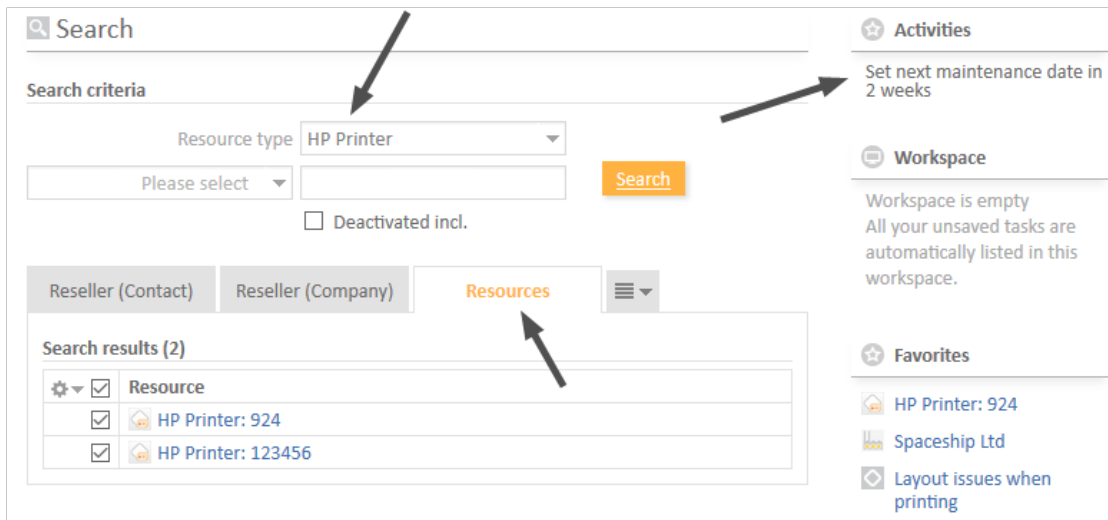 Search
Search criteria
Resource type HP Printer
Please select
Search
Deactivated incl.
Reseller (Contact) Reseller (Company) Resources
Search results (2)
Resource
HP Printer: 924
HP Printer: 123456
Activities
Set next maintenance date in
2 weeks
Workspace
Workspace is empty
All your unsaved tasks are
automatically listed in this
workspace.
Favorites
HP Printer: 924
Spaceship Ltd
Layout issues when
printing